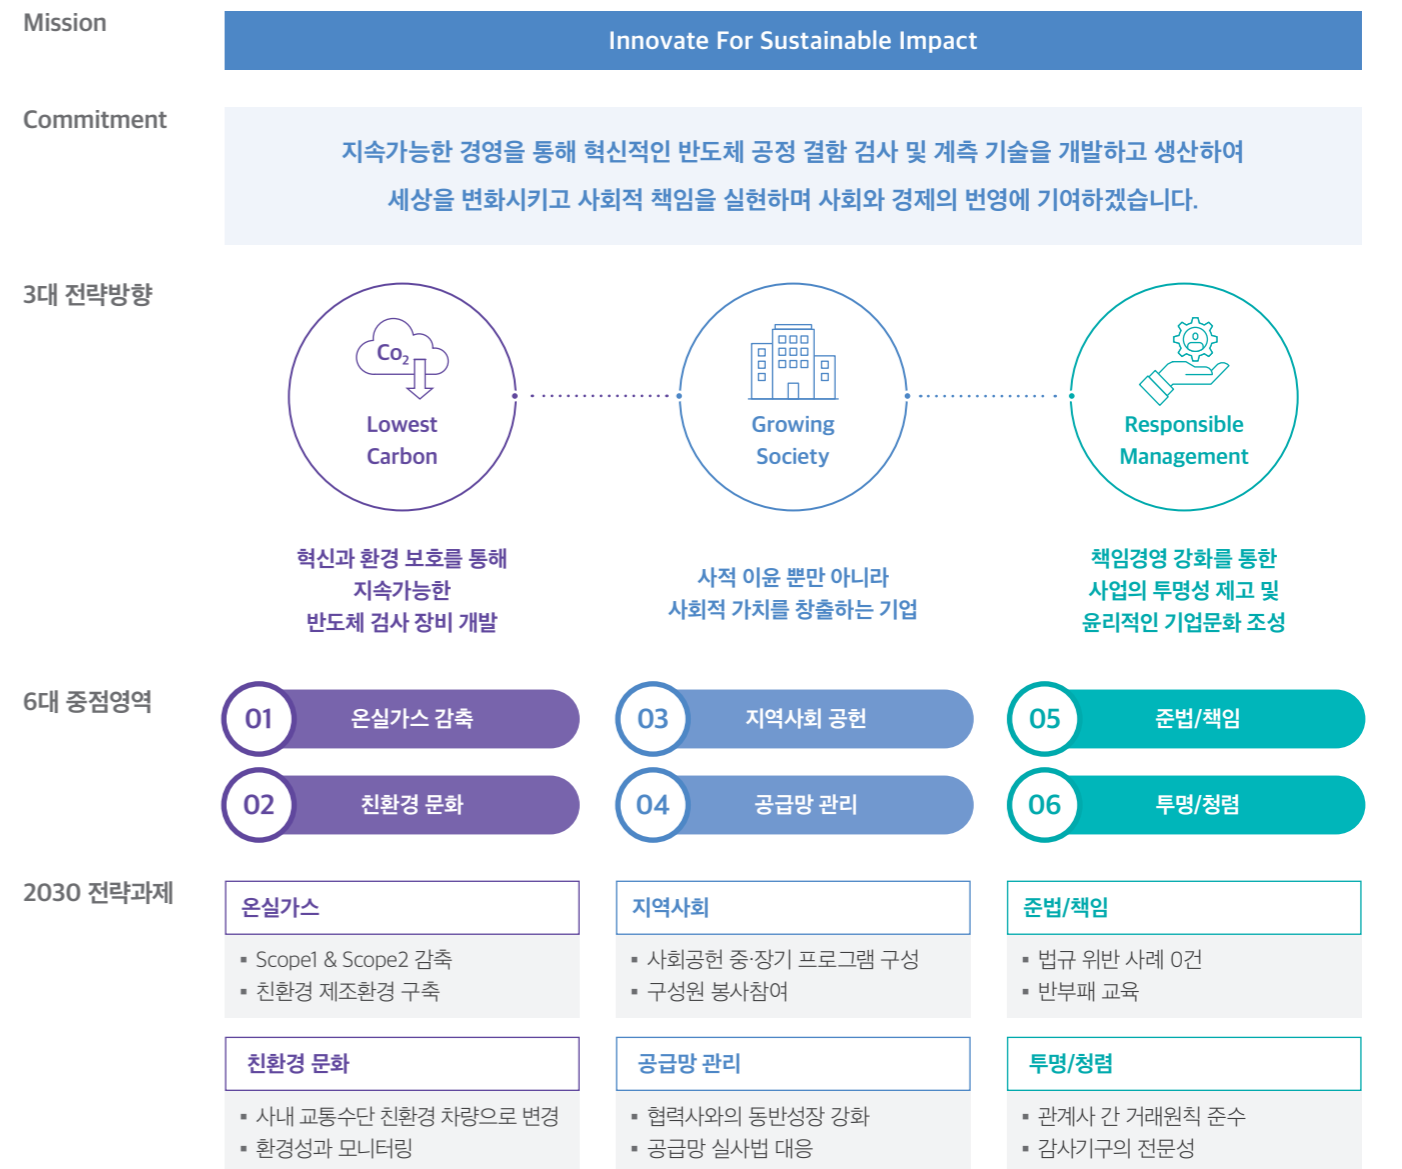 Mission
Innovate For Sustainable Impact
Commitment
지속가능한 경영을 통해 혁신적인 반도체 공정 결함 검사 및 계측 기술을 개발하고 생산하여
세상을 변화시키고 사회적 책임을 실현하며 사회와 경제의 번영에 기여하겠습니다.
3대 전략방향
Co₂
Lowest
Carbon
Growing
Society
Responsible
Management
혁신과 환경 보호를 통해
지속가능한
반도체 검사 장비 개발
사적 이윤 뿐만 아니라
사회적 가치를 창출하는 기업
책임경영 강화를 통한
사업의 투명성 제고 및
윤리적인 기업문화 조성
6대 중점영역
01 온실가스 감축
02 친환경 문화
03 지역사회 공헌
04 공급망 관리
05 준법/책임
06 투명/청렴
2030 전략과제
온실가스
▪ Scope1 & Scope2 감축
▪ 친환경 제조환경 구축
지역사회
▪ 사회공헌 중·장기 프로그램 구성
▪ 구성원 봉사참여
준법/책임
▪ 법규 위반 사례 0건
▪ 반부패 교육
친환경 문화
▪ 사내 교통수단 친환경 차량으로 변경
▪ 환경성과 모니터링
공급망 관리
▪ 협력사와의 동반성장 강화
▪ 공급망 실사법 대응
투명/청렴
▪ 관계사 간 거래원칙 준수
▪ 감사기구의 전문성